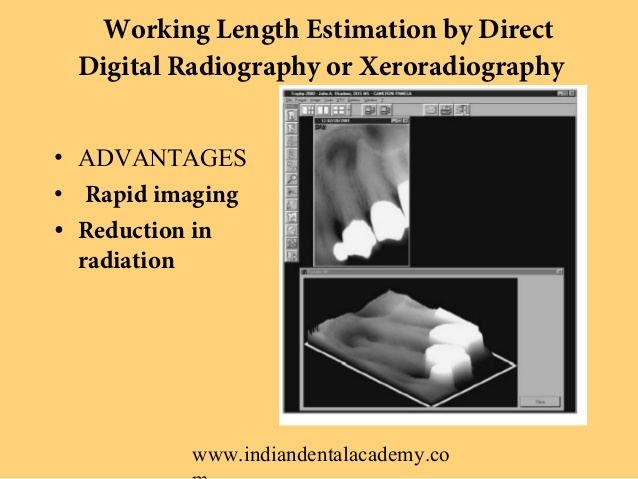 Working Length Estimation by Direct
Digital Radiography or Xeroradiography
• ADVANTAGES
• Rapid imaging
• Reduction in
radiation
www.indiandentalacademy.co
m